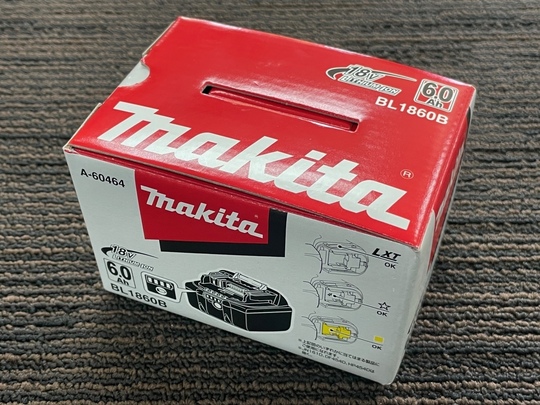 18V
LITHIUM-ION
6.0
Ah
BL1860B
makita®
A-60464
makita
18V
LITHIUM-ION
6.0
Ah
BL1860B
LXT
OK
☆
OK
OK